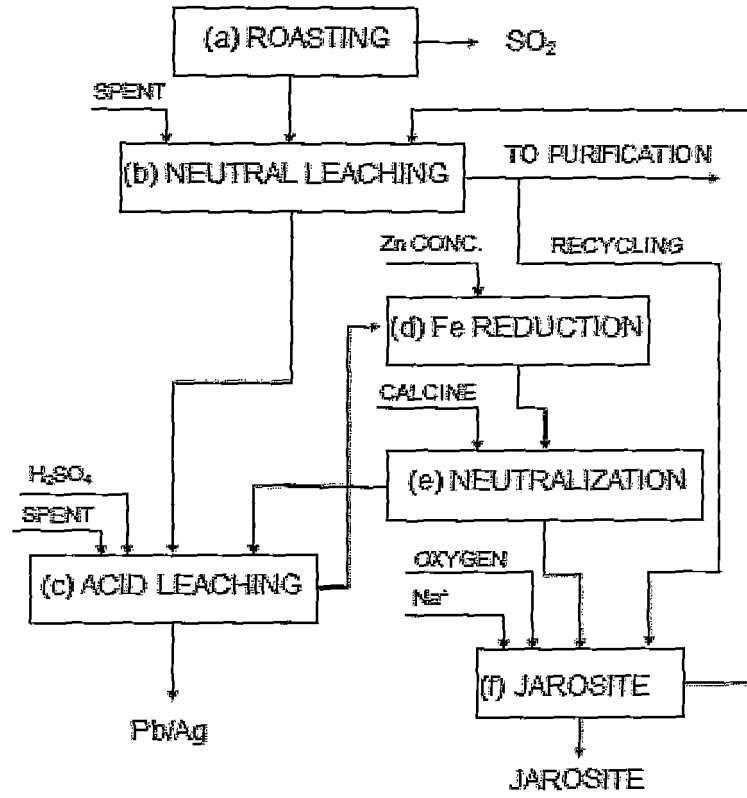 (a) ROASTING
SO₂
SPENT
(b) NEUTRAL LEACHING
TO PURIFICATION
Zn CONC.
RECYCLING
(d) Fe REDUCTION
CALCINE
(e) NEUTRALIZATION
H₂SO₄
SPENT
(c) ACID LEACHING
OXYGEN
Na⁺
(f) JAROSITE
Pb/Ag
JAROSITE